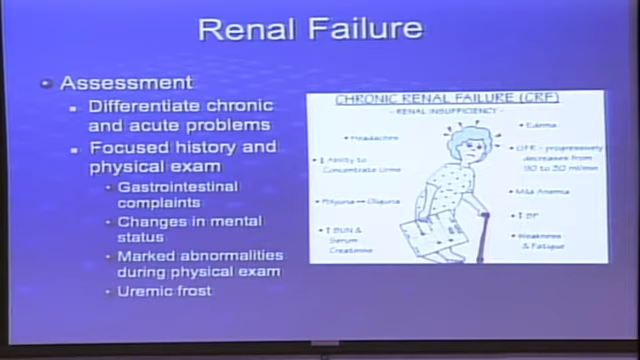 Renal Failure
Assessment
Differentiate chronic
and acute problems
Focused history and
physical exam
Gastrointestinal
complaints
Changes in mental
status
Marked abnormalities
during physical exam
Uremic frost
CHRONIC RENAL FAILURE (CRF)
- RENAL INSUFFICIENCY -
• Headaches
• ↓ Ability to
Concentrate Urine
• Polyuria → Oliguria
• ↑ BUN &
Serum
Creatinine
• Edema
• GFR - progressively
decreases from
ml/min
• Mild Anemia
• ↑ BP
• Weakness
& Fatigue